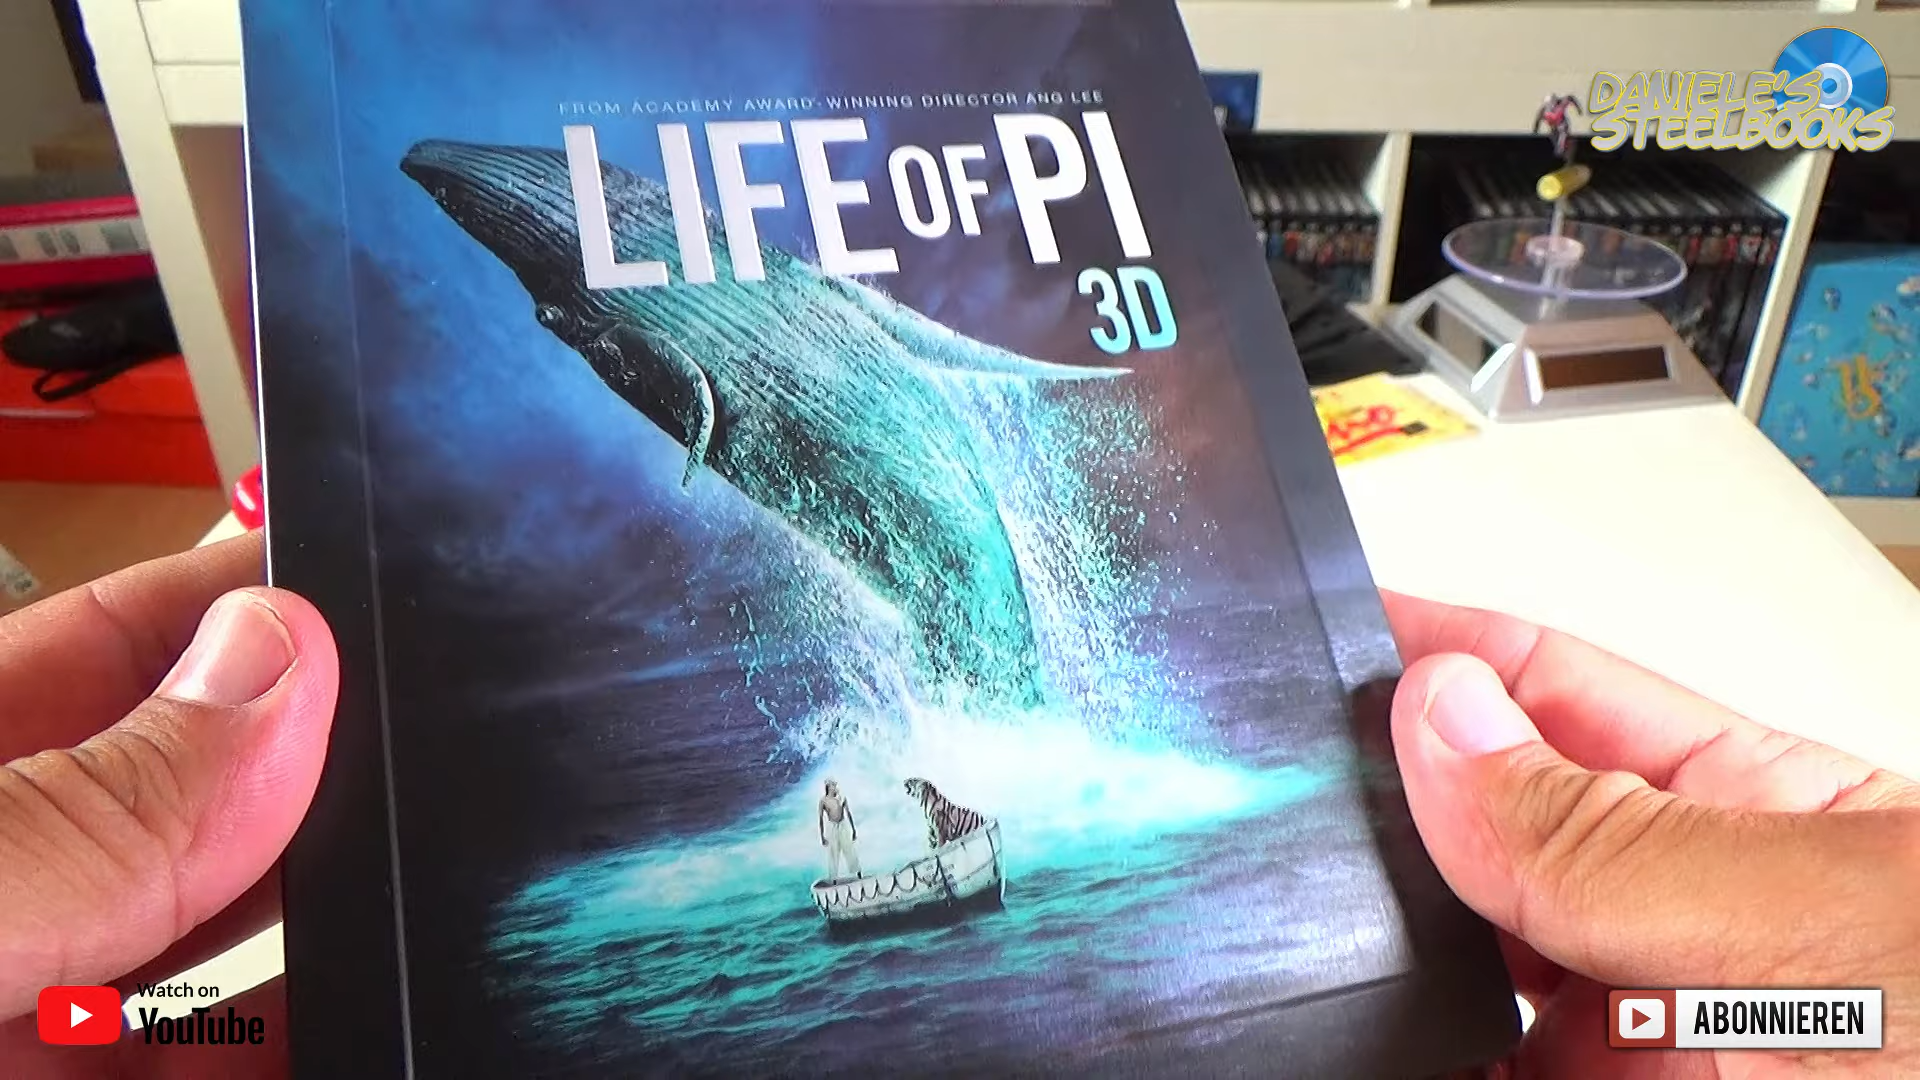 FROM ACADEMY AWARD®-WINNING DIRECTOR ANG LEE
LIFE OF PI
3D
DANIELE'S
STEELBOOKS
Watch on
YouTube
ABONNIEREN